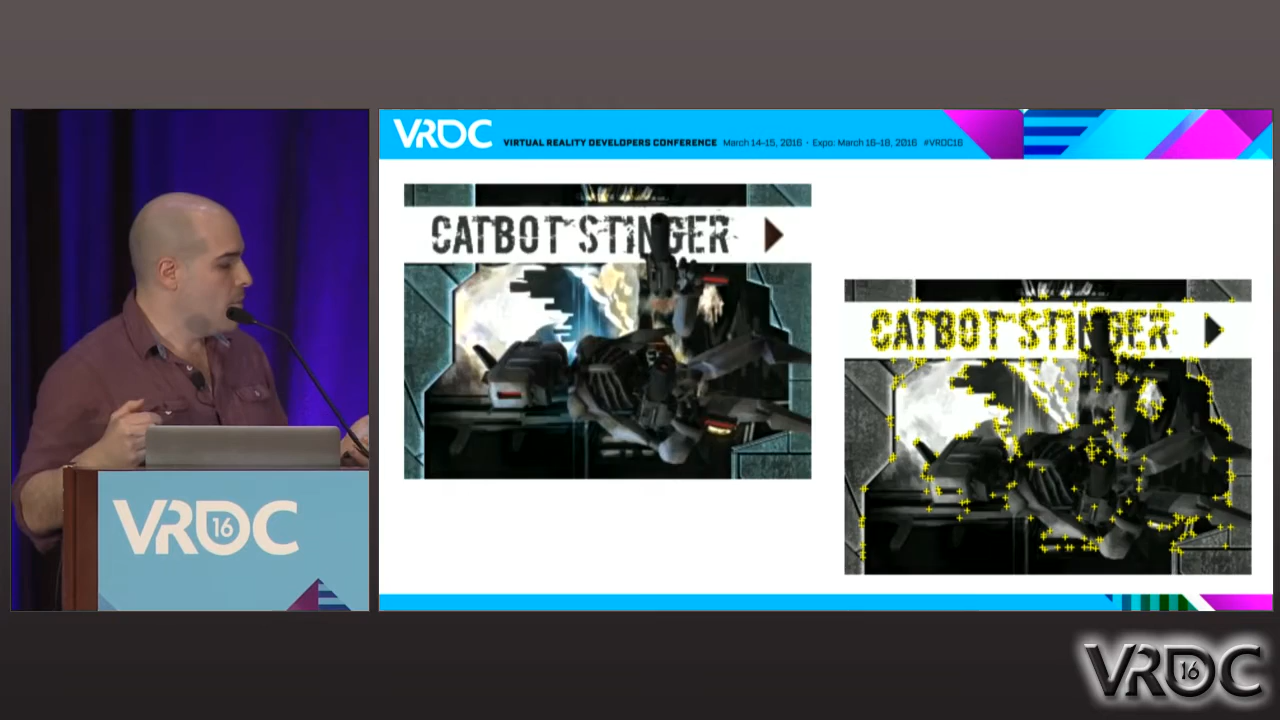 VRDC
VIRTUAL REALITY DEVELOPERS CONFERENCE March 14-15, 2016 · Expo: March 16-18, 2016 #VRDC16
CATBOT STINGER
CATBOT STINGER
VRDC
16
VRDC
16